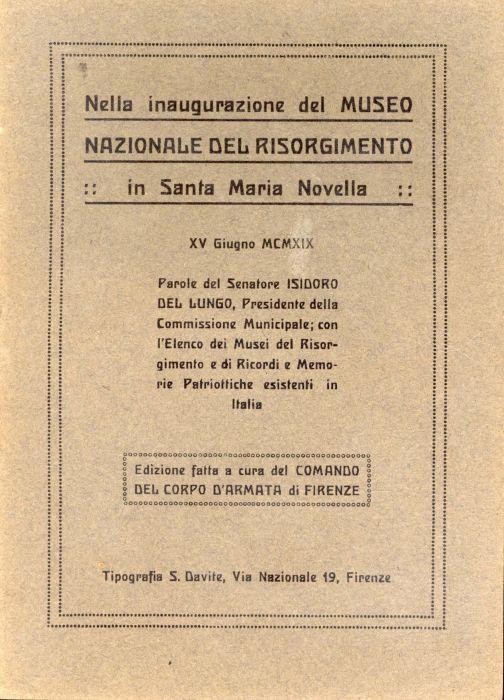 Nella inaugurazione del MUSEO
NAZIONALE DEL RISORGIMENTO
:: in Santa Maria Novella ::
XV Giugno MCMXIX
Parole del Senatore ISIDORO
DEL LUNGO, Presidente della
Commissione Municipale; con
l'Elenco dei Musei del Risor-
gimento e di Ricordi e Memo-
rie Patriottiche esistenti in
Italia
Edizione fatta a cura del COMANDO
DEL CORPO D'ARMATA di FIRENZE
Tipografia S. Davite, Via Nazionale 19, Firenze